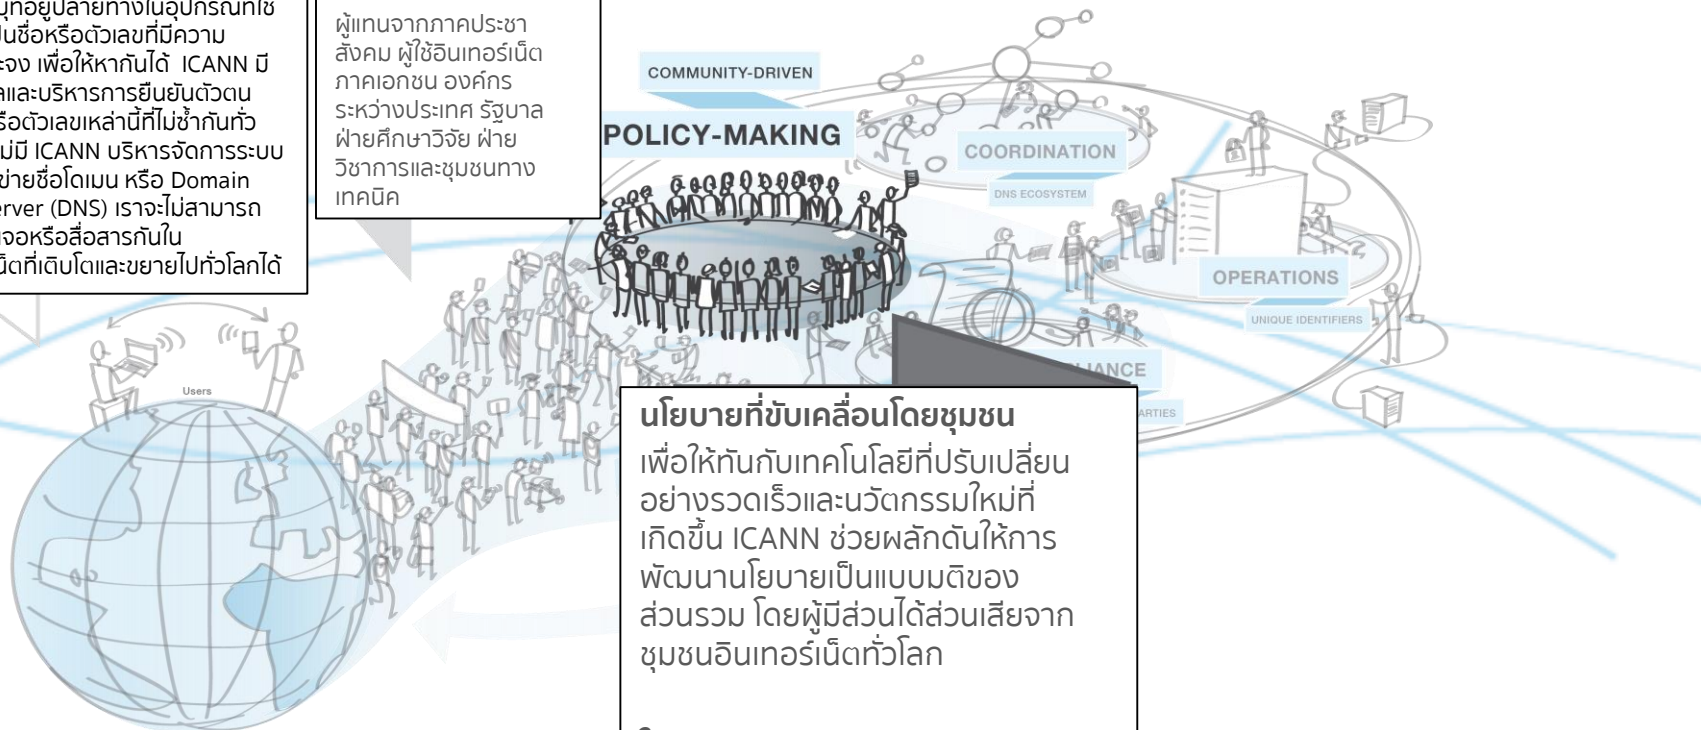 ที่อยู่ปลายทางในอุปกรณ์ที่ใช้
ชื่อหรือตัวเลขที่มีความ
เพื่อให้หากันได้ ICANN มี
และบริหารการยืนยันตัวตน
หรือตัวเลขเหล่านี้ที่ไม่ซ้ำกันทั่ว
ไม่มี ICANN บริหารจัดการระบบ
ข่ายชื่อโดเมน หรือ Domain
(DNS) เราจะไม่สามารถ
เจอหรือสื่อสารกันใน
ที่เติบโตและขยายไปทั่วโลกได้
ผู้แทนจากภาคประชา
สังคม ผู้ใช้อินเทอร์เน็ต
ภาคเอกชน องค์กร
ระหว่างประเทศ รัฐบาล
ฝ่ายศึกษาวิจัย ฝ่าย
วิชาการและชุมชนทาง
เทคนิค
COMMUNITY-DRIVEN
POLICY-MAKING
COORDINATION
DNS ECOSYSTEM
OPERATIONS
UNIQUE IDENTIFIERS
LIANCE
ARTIES
Users
นโยบายที่ขับเคลื่อนโดยชุมชน
เพื่อให้ทันกับเทคโนโลยีที่ปรับเปลี่ยน
อย่างรวดเร็วและนวัตกรรมใหม่ที่
เกิดขึ้น ICANN ช่วยผลักดันให้การ
พัฒนานโยบายเป็นแบบมติของ
ส่วนรวม โดยผู้มีส่วนได้ส่วนเสียจาก
ชุมชนอินเทอร์เน็ตทั่วโลก